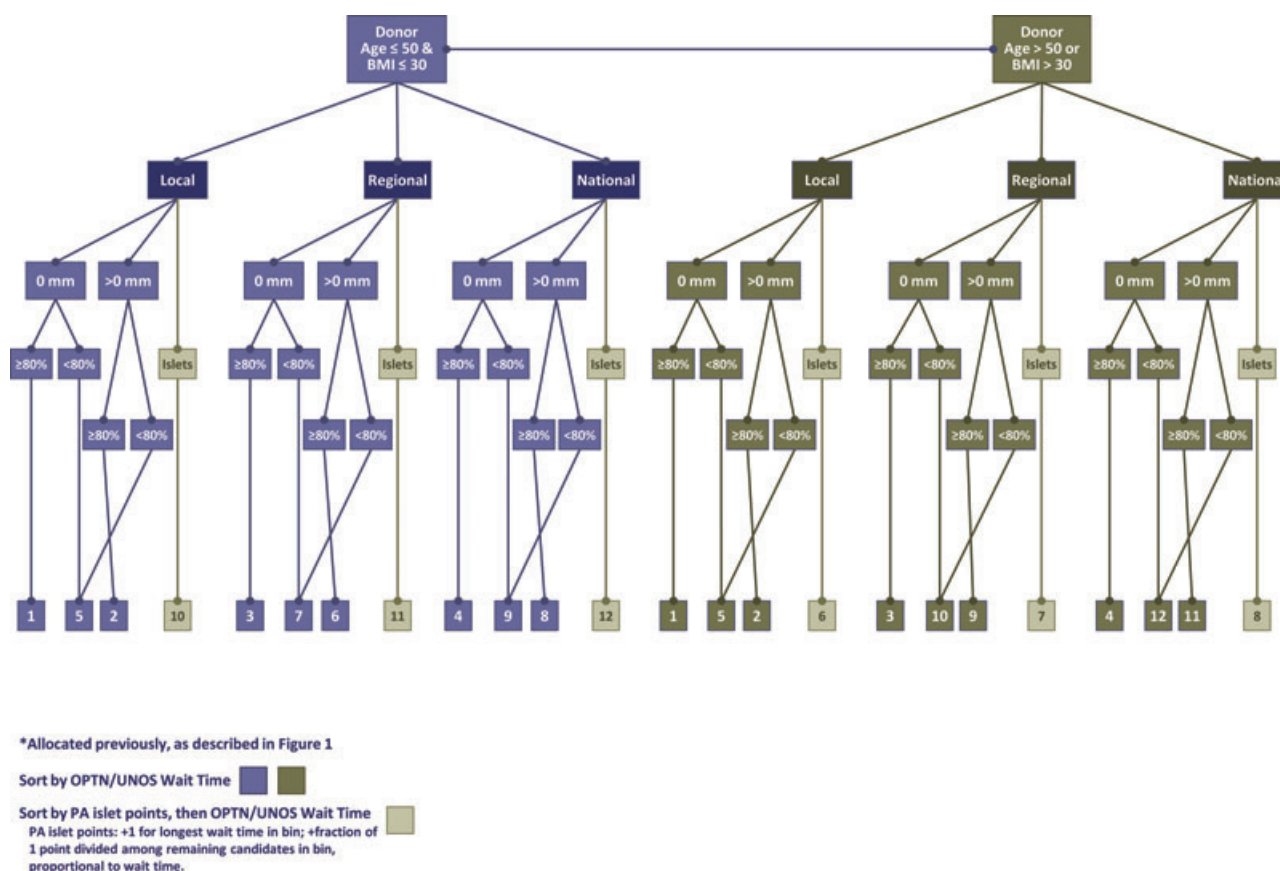 Donor
Age ≤ 50 &
BMI ≤ 30
Donor
Age > 50 or
BMI > 30
Local
Regional
National
Local
Regional
National
0 mm
>0 mm
0 mm
>0 mm
0 mm
>0 mm
0 mm
>0 mm
0 mm
>0 mm
0 mm
>0 mm
≥80%
<80%
Islets
≥80%
<80%
Islets
≥80%
<80%
Islets
≥80%
<80%
Islets
≥80%
<80%
Islets
≥80%
<80%
Islets
≥80%
<80%
≥80%
<80%
≥80%
<80%
≥80%
<80%
≥80%
<80%
≥80%
<80%
1
5
2
10
3
7
6
11
4
9
8
12
1
5
2
6
3
10
9
7
4
12
11
8
*Allocated previously, as described in Figure 1
Sort by OPTN/UNOS Wait Time
Sort by PA islet points, then OPTN/UNOS Wait Time
PA islet points: +1 for longest wait time in bin; +fraction of
1 point divided among remaining candidates in bin,
proportional to wait time.